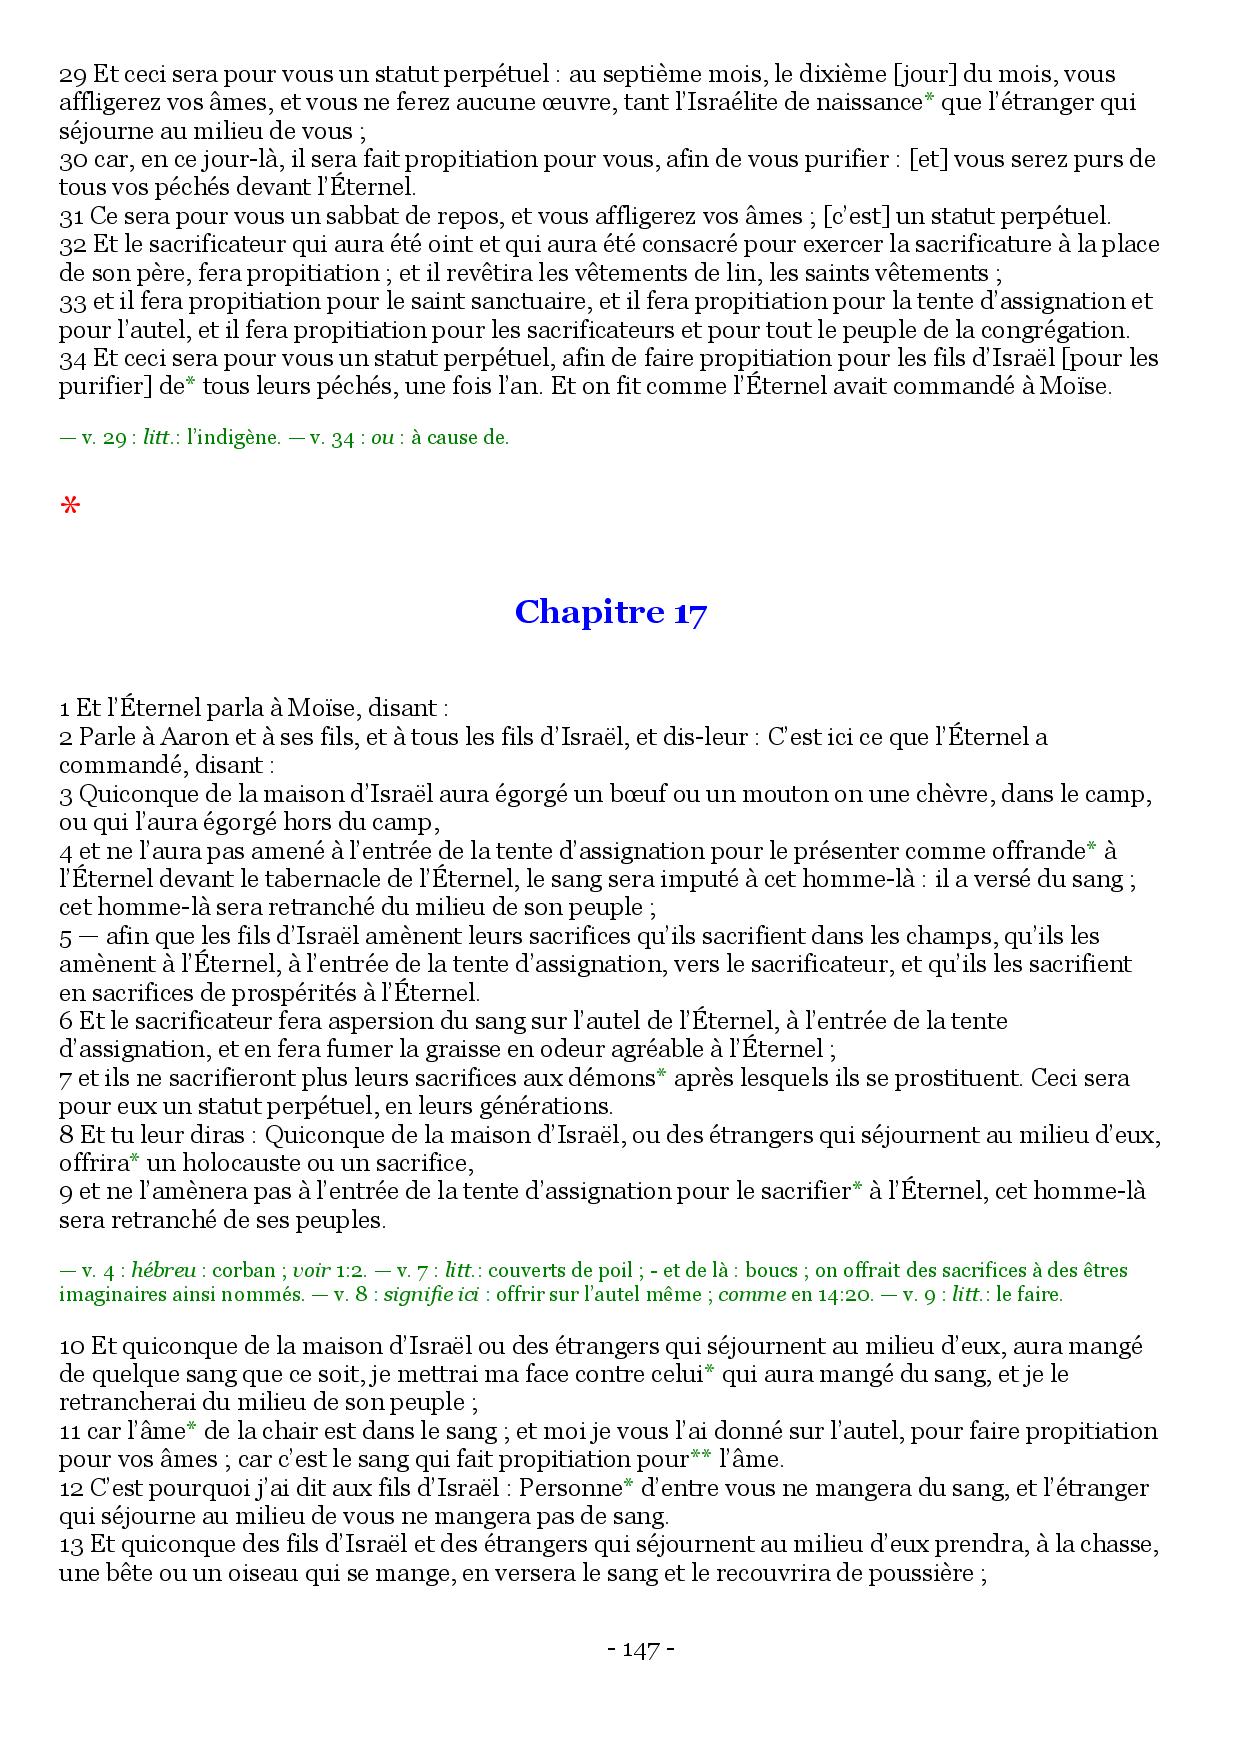 29 Et ceci sera pour vous un statut perpétuel : au septième mois, le dixième [jour] du mois, vous
affligerez vos âmes, et vous ne ferez aucune œuvre, tant l’Israélite de naissance* que l’étranger qui
séjourne au milieu de vous ;
30 car, en ce jour-là, il sera fait propitiation pour vous, afin de vous purifier : [et] vous serez purs de
tous vos péchés devant l’Éternel.
31 Ce sera pour vous un sabbat de repos, et vous affligerez vos âmes ; [c’est] un statut perpétuel.
32 Et le sacrificateur qui aura été oint et qui aura été consacré pour exercer la sacrificature à la place
de son père, fera propitiation ; et il revêtira les vêtements de lin, les saints vêtements ;
33 et il fera propitiation pour le saint sanctuaire, et il fera propitiation pour la tente d’assignation et
pour l’autel, et il fera propitiation pour les sacrificateurs et pour tout le peuple de la congrégation.
34 Et ceci sera pour vous un statut perpétuel, afin de faire propitiation pour les fils d’Israël [pour les
purifier] de* tous leurs péchés, une fois l’an. Et on fit comme l’Éternel avait commandé à Moïse.
— v. 29 : litt.: l’indigène. — v. 34 : ou : à cause de.
*
Chapitre 17
1 Et l’Éternel parla à Moïse, disant :
2 Parle à Aaron et à ses fils, et à tous les fils d’Israël, et dis-leur : C’est ici ce que l’Éternel a
commandé, disant :
3 Quiconque de la maison d’Israël aura égorgé un bœuf ou un mouton on une chèvre, dans le camp,
ou qui l’aura égorgé hors du camp,
4 et ne l’aura pas amené à l’entrée de la tente d’assignation pour le présenter comme offrande* à
l’Éternel devant le tabernacle de l’Éternel, le sang sera imputé à cet homme-là : il a versé du sang ;
cet homme-là sera retranché du milieu de son peuple ;
5 — afin que les fils d’Israël amènent leurs sacrifices qu’ils sacrifient dans les champs, qu’ils les
amènent à l’Éternel, à l’entrée de la tente d’assignation, vers le sacrificateur, et qu’ils les sacrifient
en sacrifices de prospérités à l’Éternel.
6 Et le sacrificateur fera aspersion du sang sur l’autel de l’Éternel, à l’entrée de la tente
d’assignation, et en fera fumer la graisse en odeur agréable à l’Éternel ;
7 et ils ne sacrifieront plus leurs sacrifices aux démons* après lesquels ils se prostituent. Ceci sera
pour eux un statut perpétuel, en leurs générations.
8 Et tu leur diras : Quiconque de la maison d’Israël, ou des étrangers qui séjournent au milieu d’eux,
offrira* un holocauste ou un sacrifice,
9 et ne l’amènera pas à l’entrée de la tente d’assignation pour le sacrifier* à l’Éternel, cet homme-là
sera retranché de ses peuples.
— v. 4 : hébreu : corban ; voir 1:2. — v. 7 : litt.: couverts de poil ; - et de là : boucs ; on offrait des sacrifices à des êtres
imaginaires ainsi nommés. — v. 8 : signifie ici : offrir sur l’autel même ; comme en 14:20. — v. 9 : litt.: le faire.
10 Et quiconque de la maison d’Israël ou des étrangers qui séjournent au milieu d’eux, aura mangé
de quelque sang que ce soit, je mettrai ma face contre celui* qui aura mangé du sang, et je le
retrancherai du milieu de son peuple ;
11 car l’âme* de la chair est dans le sang ; et moi je vous l’ai donné sur l’autel, pour faire propitiation
pour vos âmes ; car c’est le sang qui fait propitiation pour** l’âme.
12 C’est pourquoi j’ai dit aux fils d’Israël : Personne* d’entre vous ne mangera du sang, et l’étranger
qui séjourne au milieu de vous ne mangera pas de sang.
13 Et quiconque des fils d’Israël et des étrangers qui séjournent au milieu d’eux prendra, à la chasse,
une bête ou un oiseau qui se mange, en versera le sang et le recouvrira de poussière ;
- 147 -